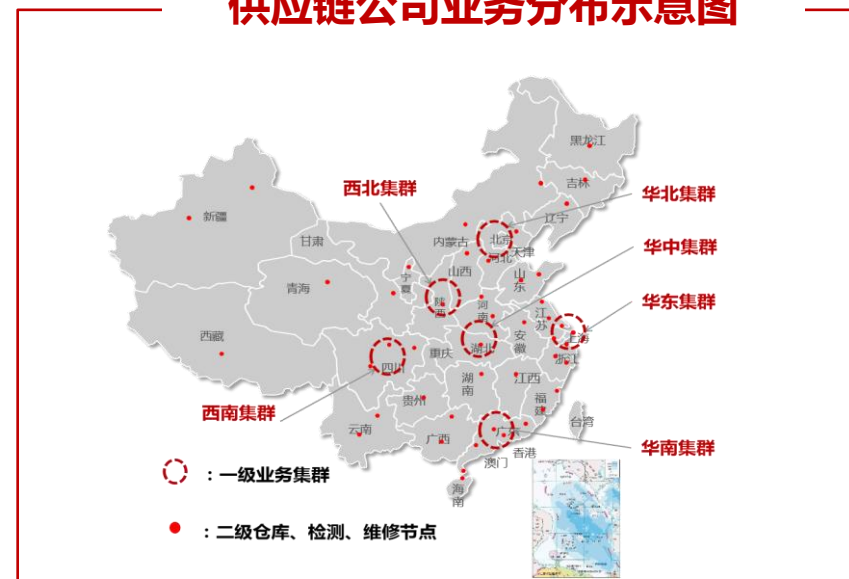 供应链公司业务分布示意图
黑龙江
吉林
西北集群
华北集群
新疆
辽宁
内蒙古
北京
甘肃
天津
华中集群
河北
山西
宁夏
山东
青海
陕西
华东集群
河南
江苏
西藏
安徽
上海
湖北
重庆
浙江
四川
湖南
江西
贵州
西南集群
福建
台湾
云南
广东
广西
华南集群
香港
澳门
：一级业务集群
海南
：二级仓库、检测、维修节点